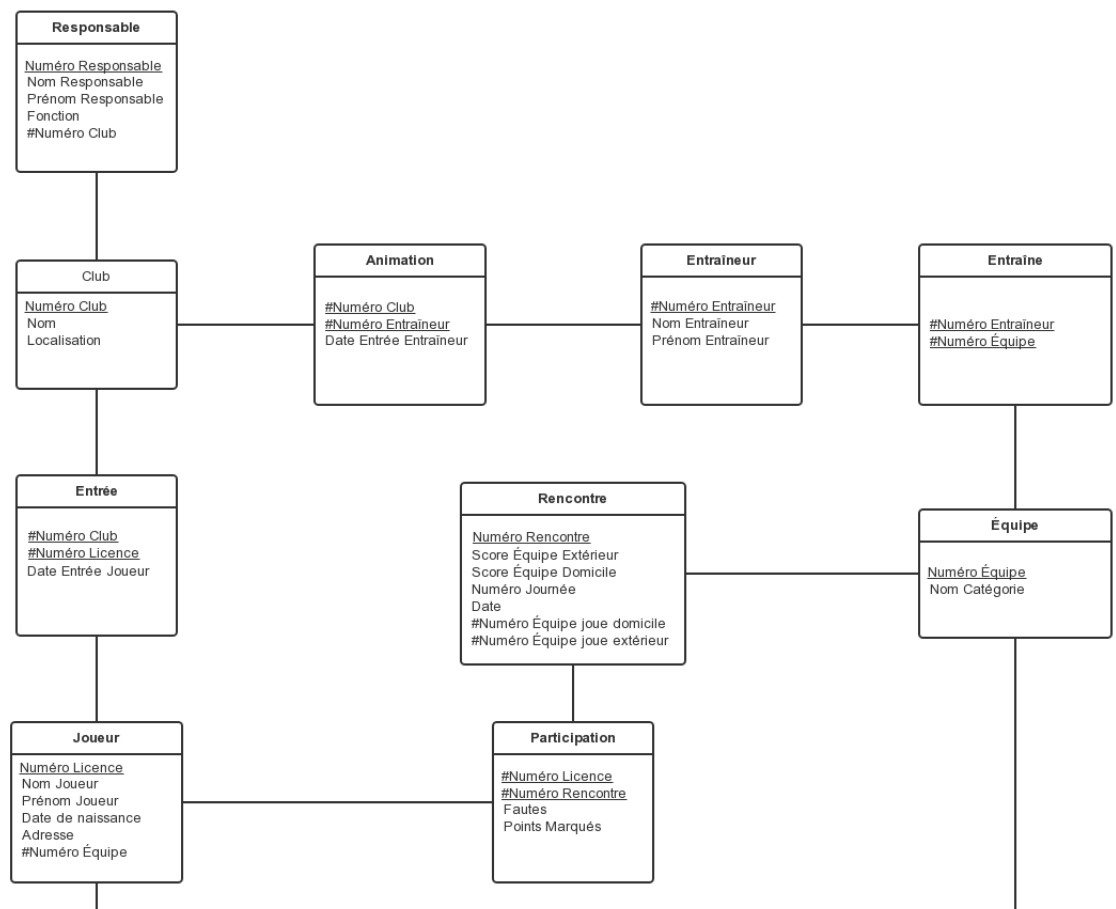 Responsable
Numéro Responsable
Nom Responsable
Prénom Responsable
Fonction
#Numéro Club
Club
Numéro Club
Nom
Localisation
Animation
#Numéro Club
#Numéro Entraîneur
Date Entrée Entraîneur
Entraîneur
#Numéro Entraîneur
Nom Entraîneur
Prénom Entraîneur
Entraîne
#Numéro Entraîneur
#Numéro Équipe
Entrée
#Numéro Club
#Numéro Licence
Date Entrée Joueur
Rencontre
Numéro Rencontre
Score Équipe Extérieur
Score Équipe Domicile
Numéro Journée
Date
#Numéro Équipe joue domicile
#Numéro Équipe joue extérieur
Équipe
Numéro Équipe
Nom Catégorie
Joueur
Numéro Licence
Nom Joueur
Prénom Joueur
Date de naissance
Adresse
#Numéro Équipe
Participation
#Numéro Licence
#Numéro Rencontre
Fautes
Points Marqués